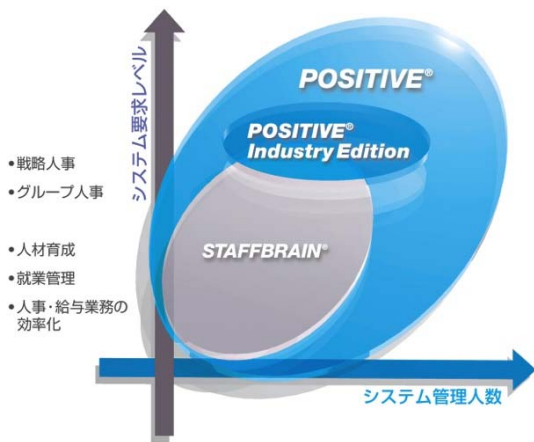 システム要求レベル
POSITIVE®
POSITIVE®
Industry Edition
STAFFBRAIN®
•戦略人事
•グループ人事
•人材育成
•就業管理
•人事・給与業務の
効率化
システム管理人数